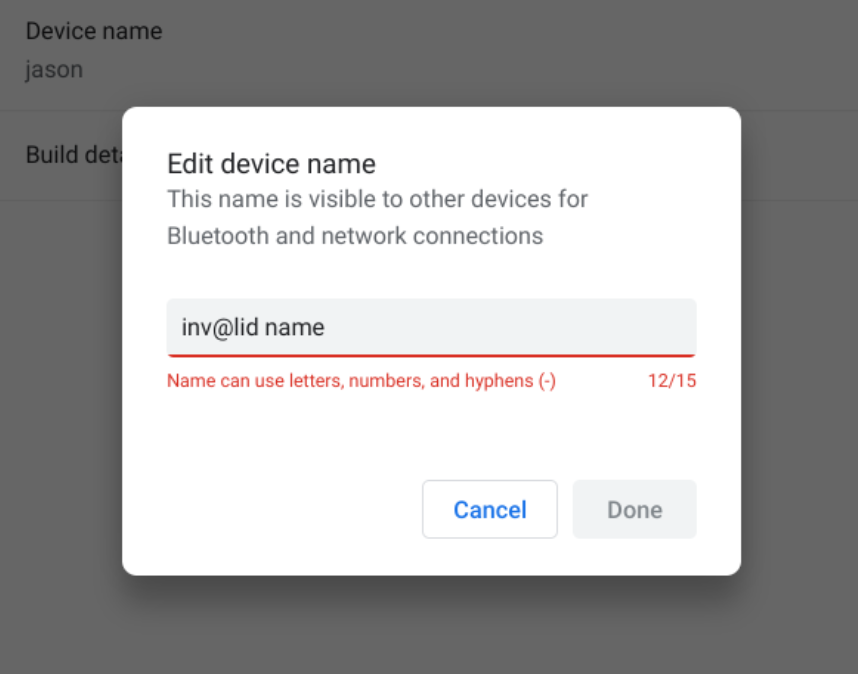 Device name
jason
Build deta
Edit device name
This name is visible to other devices for
Bluetooth and network connections
inv@lid name
Name can use letters, numbers, and hyphens (-) 12/15
Cancel Done